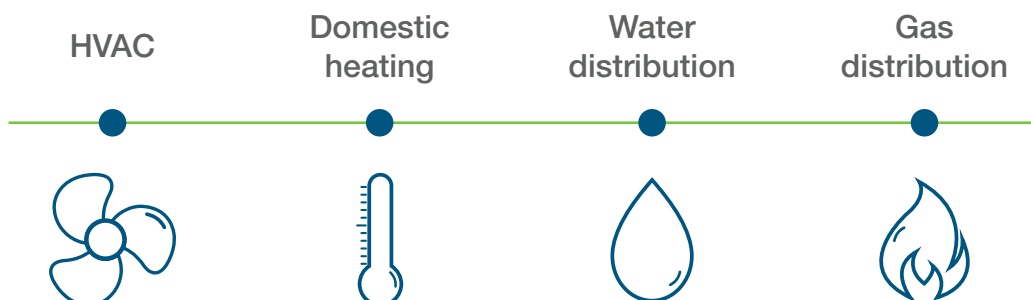 HVAC
Domestic
heating
Water
distribution
Gas
distribution